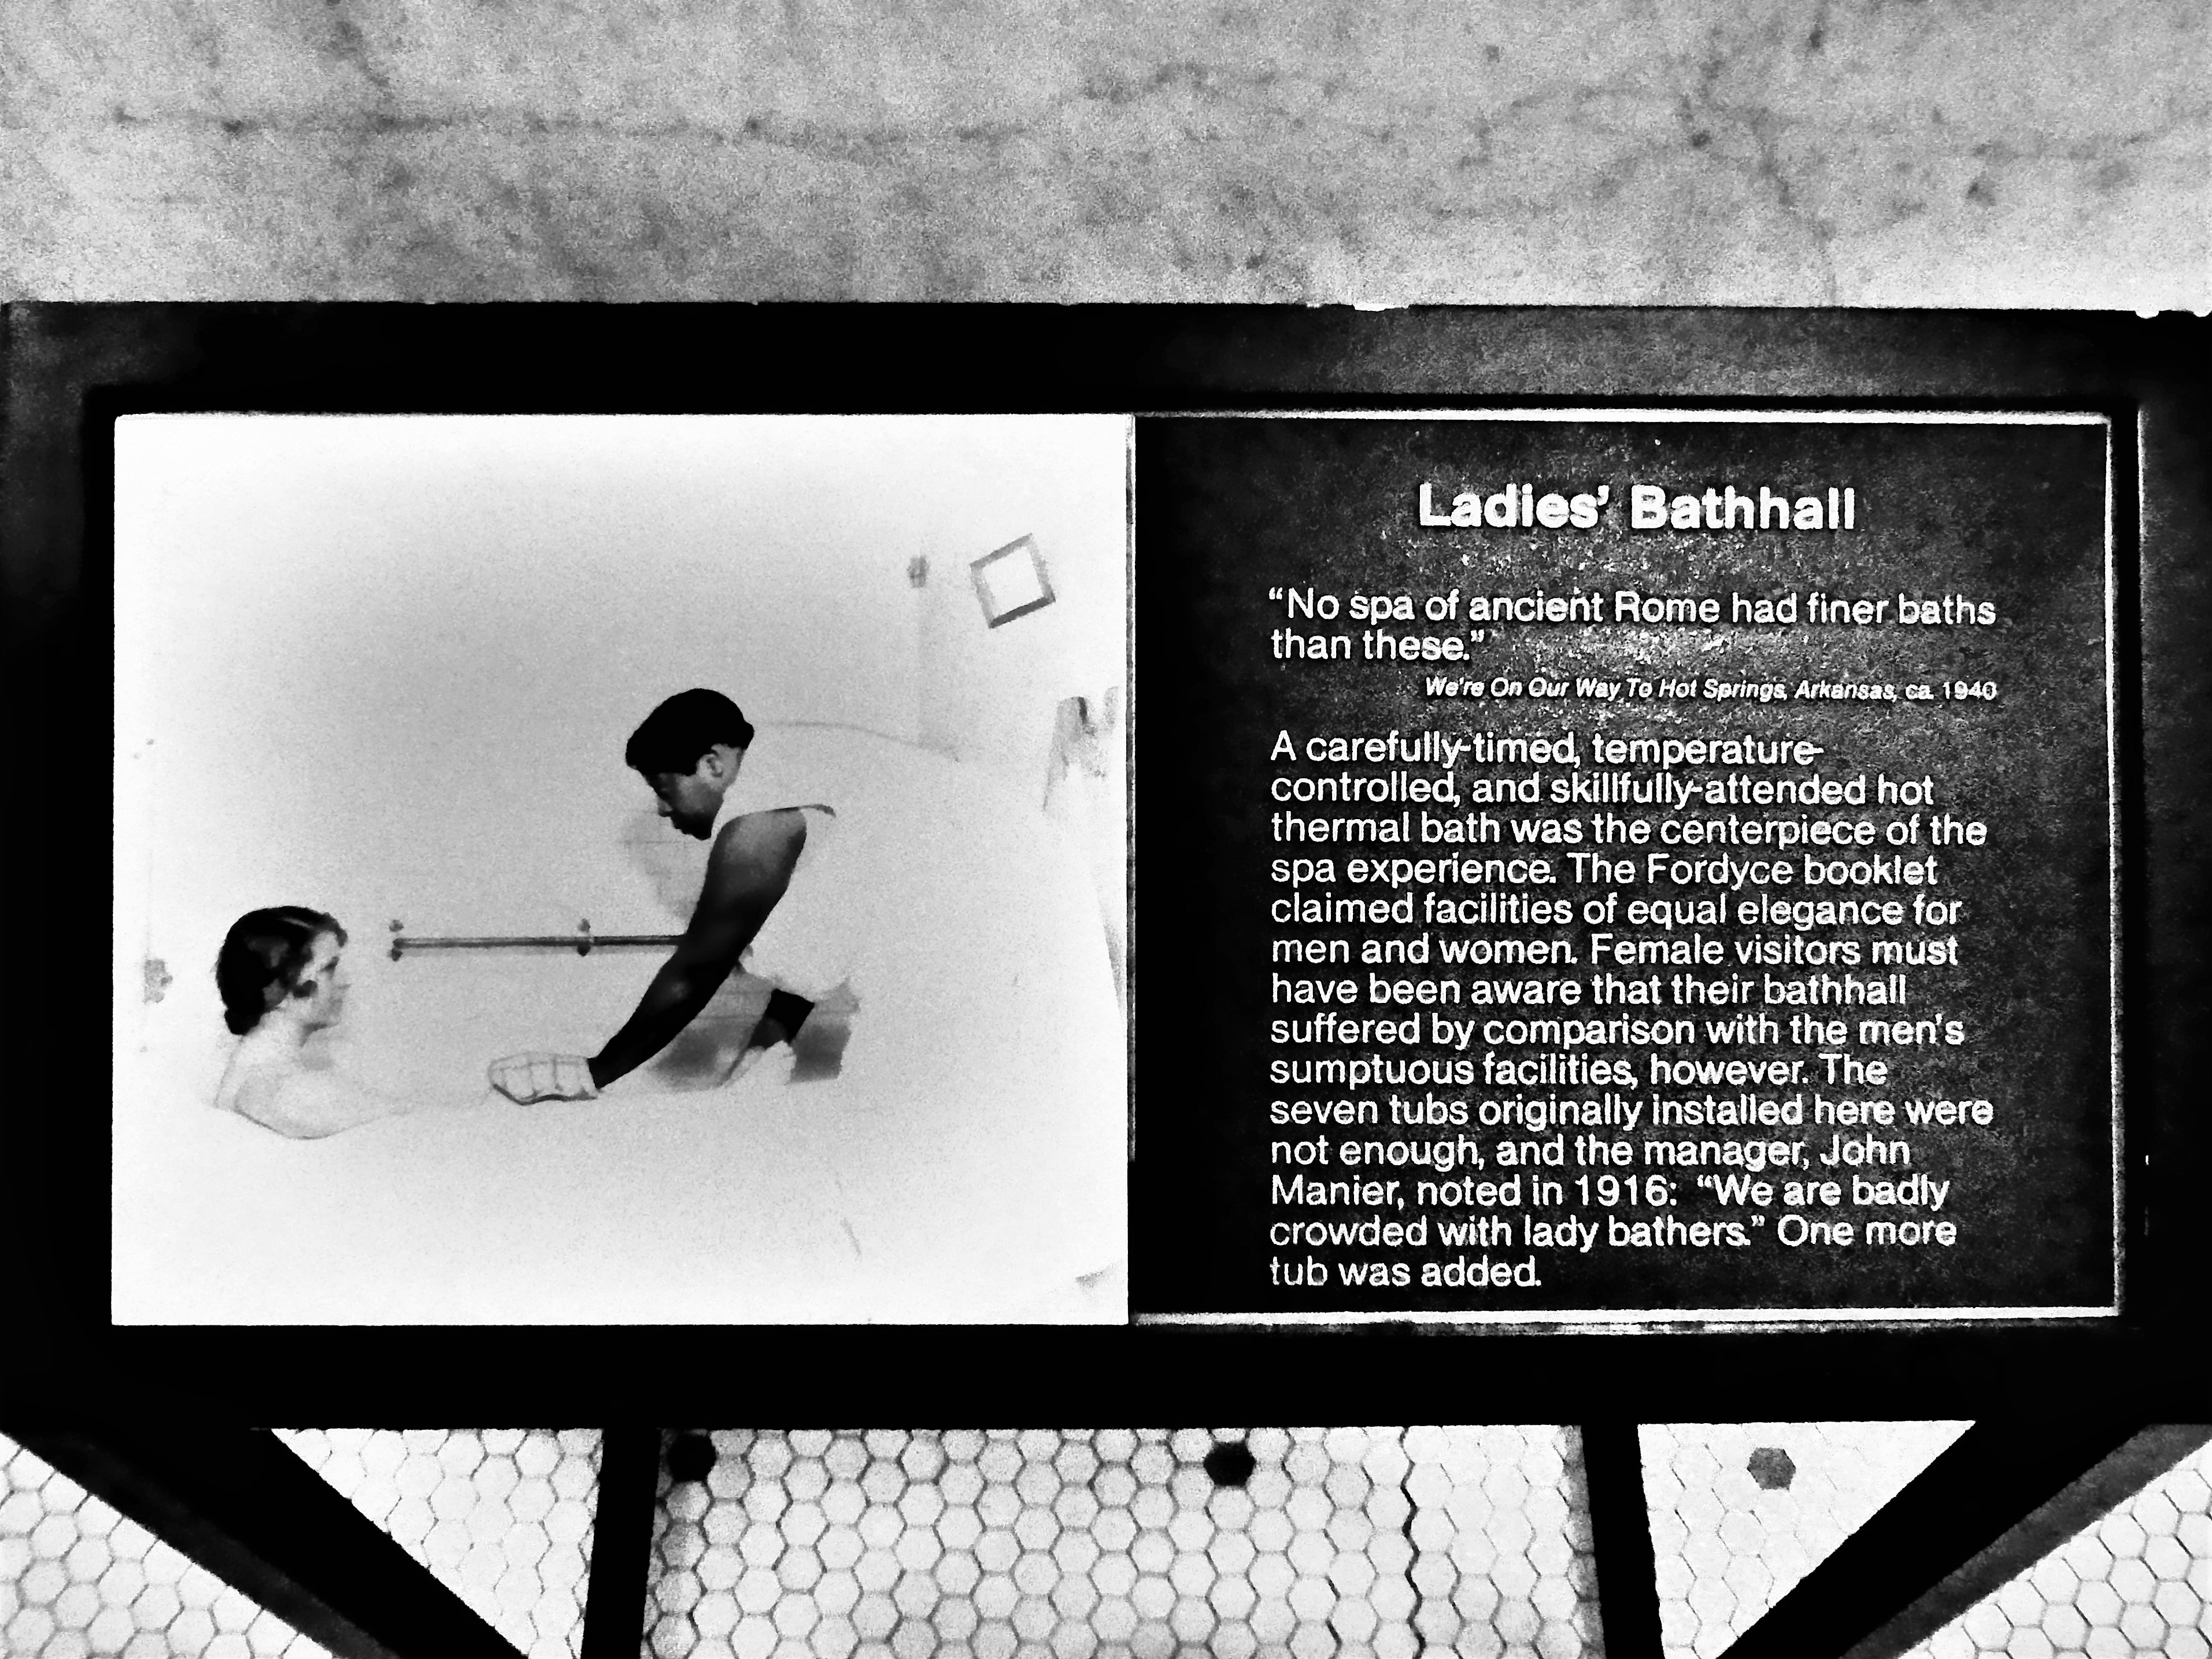 Ladies' Bathhall
“No spa of ancient Rome had finer baths
than these.”
We're On Our Way To Hot Springs, Arkansas, ca. 1940
A carefully-timed, temperature-
controlled, and skillfully-attended hot
thermal bath was the centerpiece of the
spa experience. The Fordyce booklet
claimed facilities of equal elegance for
men and women. Female visitors must
have been aware that their bathhall
suffered by comparison with the men's
sumptuous facilities, however. The
seven tubs originally installed here were
not enough, and the manager, John
Manier, noted in 1916: “We are badly
crowded with lady bathers.” One more
tub was added.